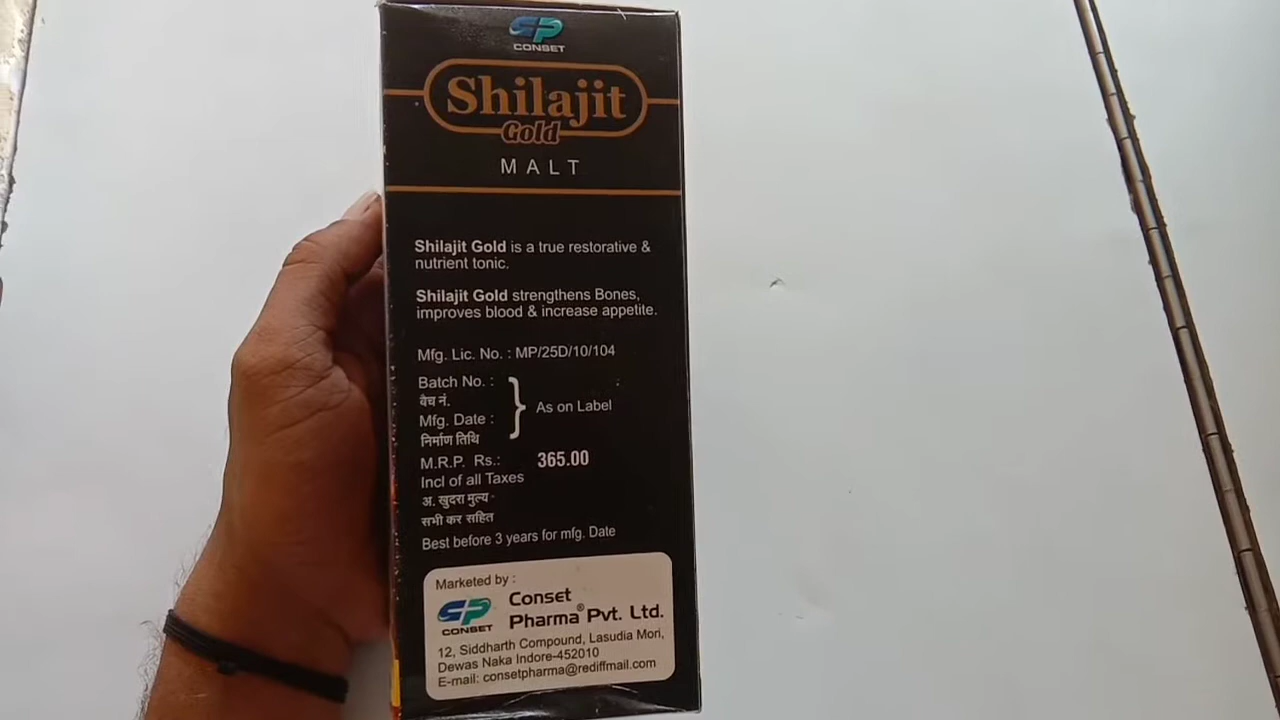 CONSET
Shilajit
Gold
MALT
Shilajit Gold is a true restorative &
nutrient tonic.
Shilajit Gold strengthens Bones,
improves blood & increase appetite.
Mfg. Lic. No. : MP/25D/10/104
Batch No. :
बैच नं.
Mfg. Date :
निर्माण तिथि
} As on Label
M.R.P. Rs.: 365.00
Incl of all Taxes
अ. खुदरा मुल्य
सभी कर सहित
Best before 3 years for mfg. Date
Marketed by :
CONSET
Conset
Pharma® Pvt. Ltd.
12, Siddharth Compound, Lasudia Mori,
Dewas Naka Indore-452010
E-mail: consetpharma@rediffmail.com